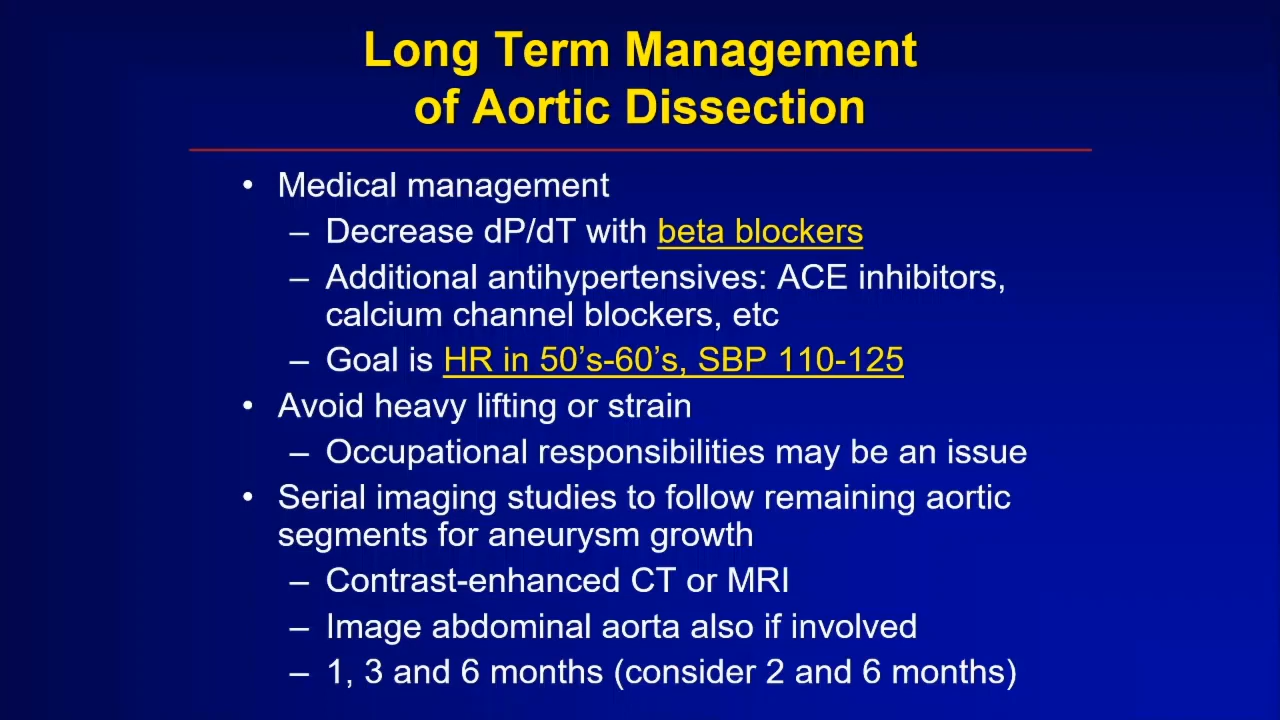 Long Term Management
of Aortic Dissection
• Medical management
– Decrease dP/dT with beta blockers
– Additional antihypertensives: ACE inhibitors,
calcium channel blockers, etc
– Goal is HR in 50’s-60’s, SBP 110-125
• Avoid heavy lifting or strain
– Occupational responsibilities may be an issue
• Serial imaging studies to follow remaining aortic
segments for aneurysm growth
– Contrast-enhanced CT or MRI
– Image abdominal aorta also if involved
– 1, 3 and 6 months (consider 2 and 6 months)